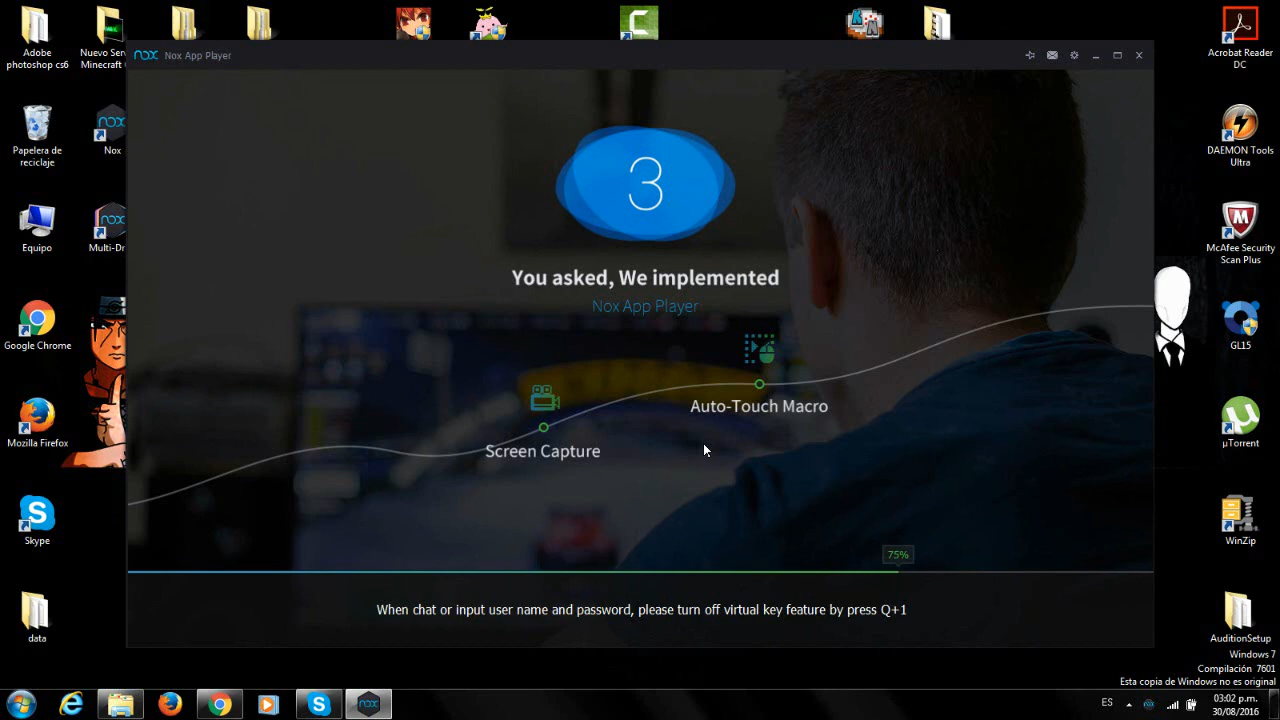 Adobe
photoshop cs6
Nuevo Ser
Minecraft
Acrobat Reader
DC
nox Nox App Player
Papelera de
reciclaje
nox
Nox
DAEMON Tools
Ultra
3
You asked, We implemented
Nox App Player
Equipo
nox
Multi-Dr
McAfee Security
Scan Plus
Google Chrome
GL15
Auto-Touch Macro
Screen Capture
Mozilla Firefox
µTorrent
Skype
WinZip
75%
When chat or input user name and password, please turn off virtual key feature by press Q+1
data
AuditionSetup
Windows 7
Compilación 7601
Esta copia de Windows no es original
nox
ES
03:02 p.m.
30/08/2016